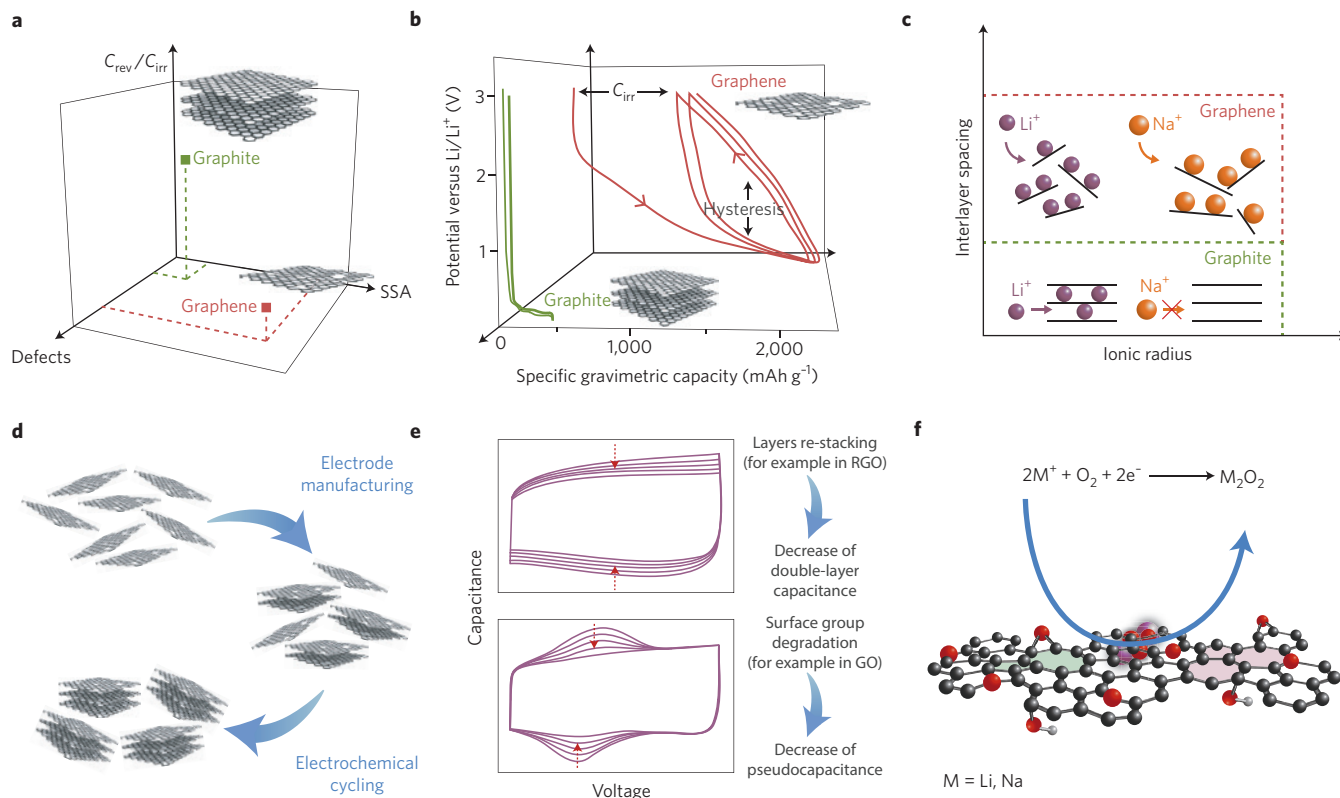 a
C_rev/C_irr
Graphite
Graphene
SSA
Defects
b
Potential versus Li/Li⁺ (V)
3
2
1
C_irr
Graphene
Hysteresis
Graphite
0
1,000
2,000
Specific gravimetric capacity (mAh g⁻¹)
c
Interlayer spacing
Li⁺
Na⁺
Graphene
Graphite
Li⁺
Na⁺
Ionic radius
d
Electrode
manufacturing
Electrochemical
cycling
e
Capacitance
Voltage
Layers re-stacking
(for example in RGO)
Decrease of
double-layer
capacitance
Surface group
degradation
(for example in GO)
Decrease of
pseudocapacitance
f
2M⁺ + O₂ + 2e⁻ ⟶ M₂O₂
M = Li, Na